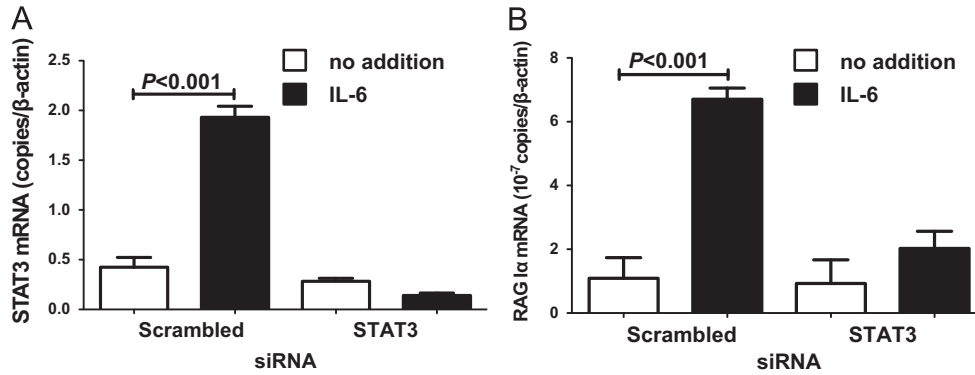 A
STAT3 mRNA (copies/β-actin)
2.5
2.0
1.5
1.0
0.5
0.0
P<0.001
no addition
IL-6
Scrambled
STAT3
siRNA
B
RAG Iα mRNA (10⁻⁷ copies/β-actin)
8
6
4
2
0
P<0.001
no addition
IL-6
Scrambled
STAT3
siRNA